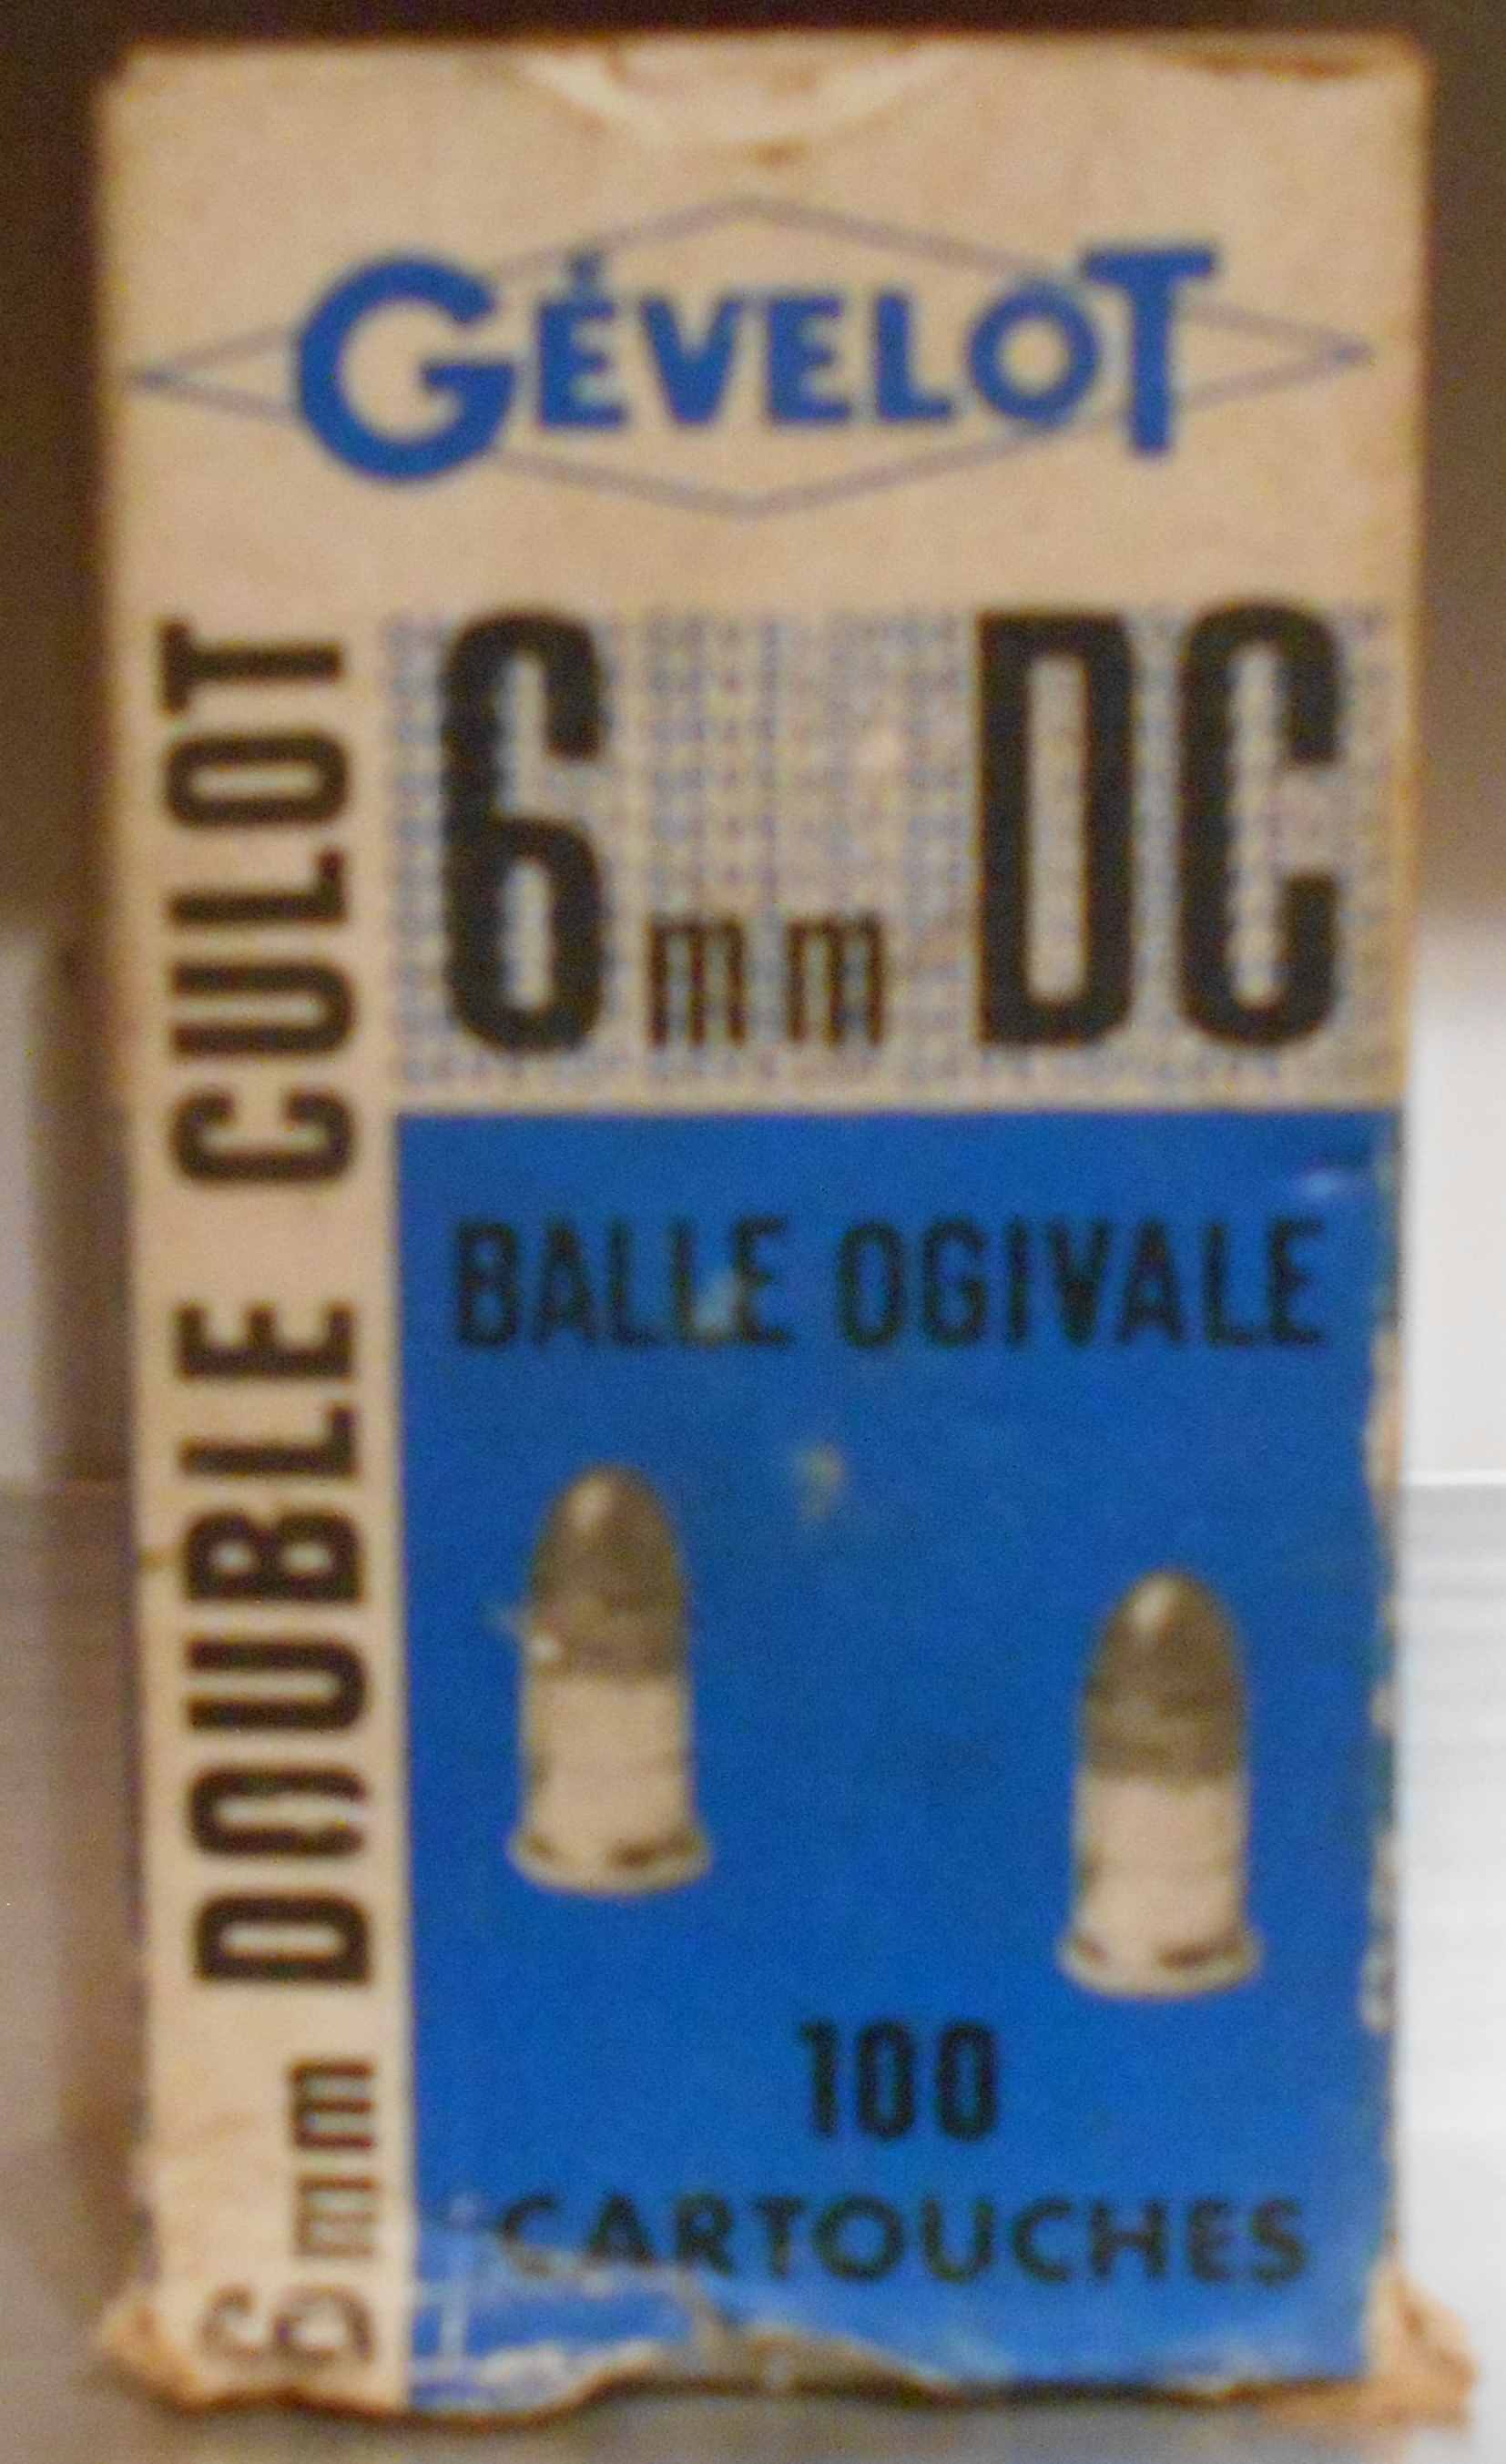 GÉVELOT
6mm DC
6mm DOUBLE CULOT
BALLE OGIVALE
100
CARTOUCHES